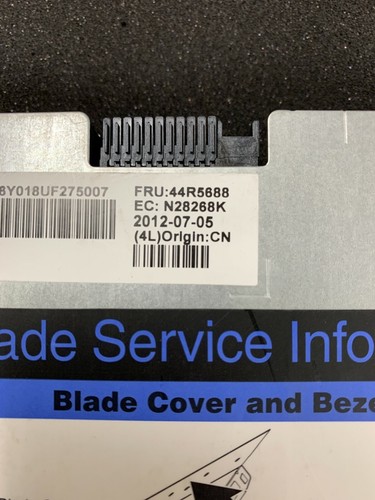 8Y018UF275007
FRU:44R5688
EC: N28268K
2012-07-05
(4L)Origin:CN
ade Service Info
Blade Cover and Beze